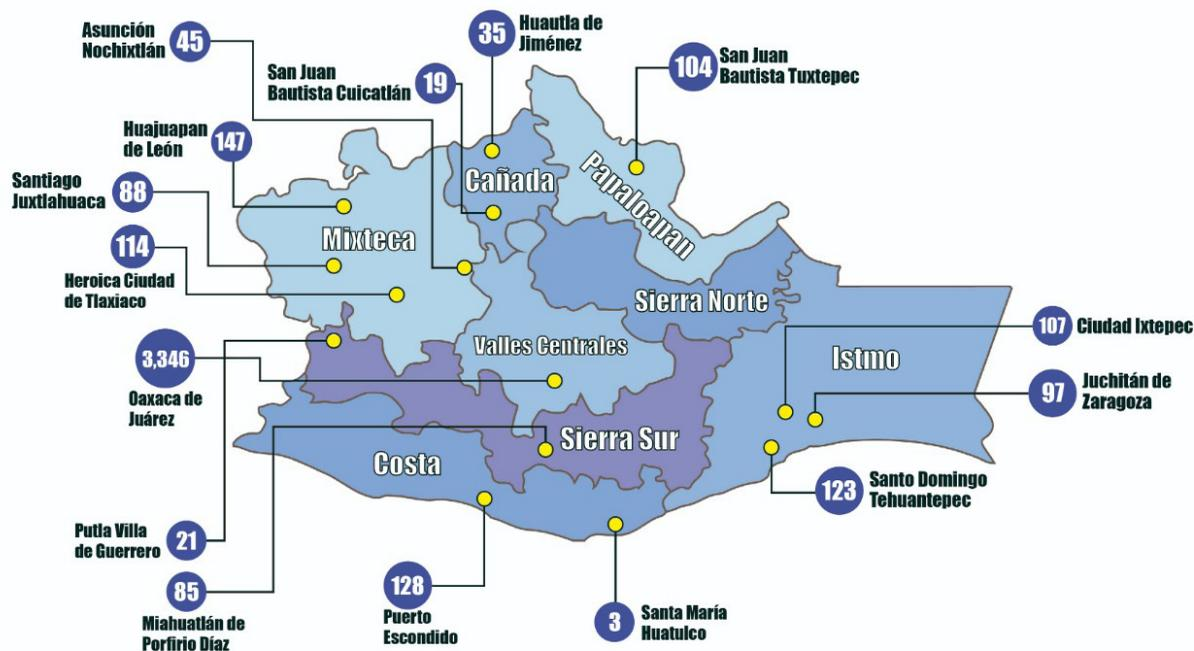 Asunción
Nochixtlán
45
35
Huautla de
Jiménez
San Juan
Bautista Cuicatlán
19
104
San Juan
Bautista Tuxtepec
Huajuapan
de León
147
Santiago
Juxtlahuaca
88
114
Heroica Ciudad
de Tlaxiaco
Cañada
Papaloapan
Mixteca
Sierra Norte
Valles Centrales
Istmo
107
Ciudad Ixtepec
3,346
Oaxaca de
Juárez
97
Juchitán de
Zaragoza
Sierra Sur
Costa
123
Santo Domingo
Tehuantepec
Putla Villa
de Guerrero
21
85
Miahuatlán de
Porfirio Díaz
128
Puerto
Escondido
3
Santa María
Huatulco